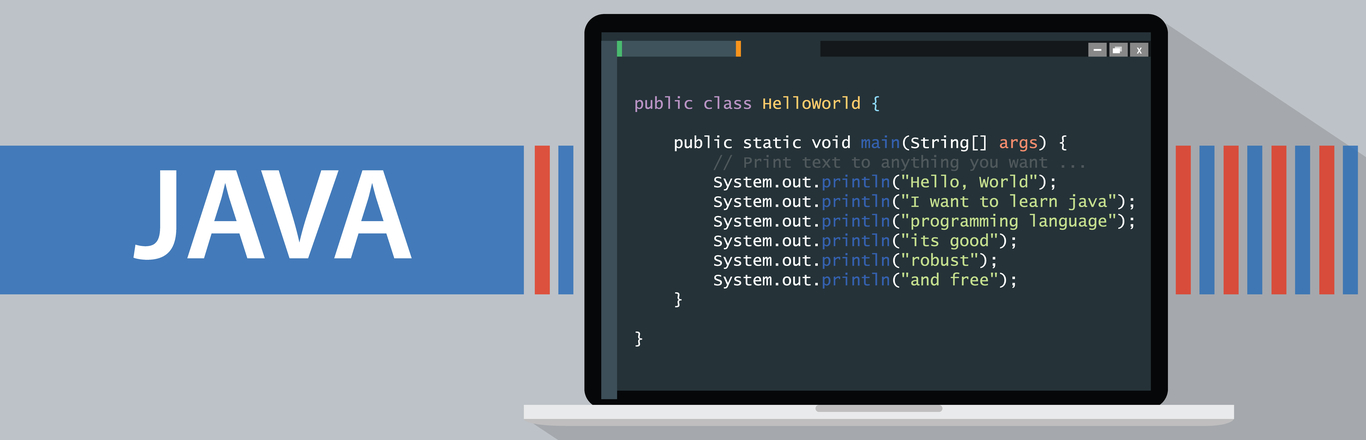 JAVA
x
public class HelloWorld {
public static void main(String[] args) {
// Print text to anything you want ...
System.out.println("Hello, World");
System.out.println("I want to learn java");
System.out.println("programming language");
System.out.println("its good");
System.out.println("robust");
System.out.println("and free");
}
}